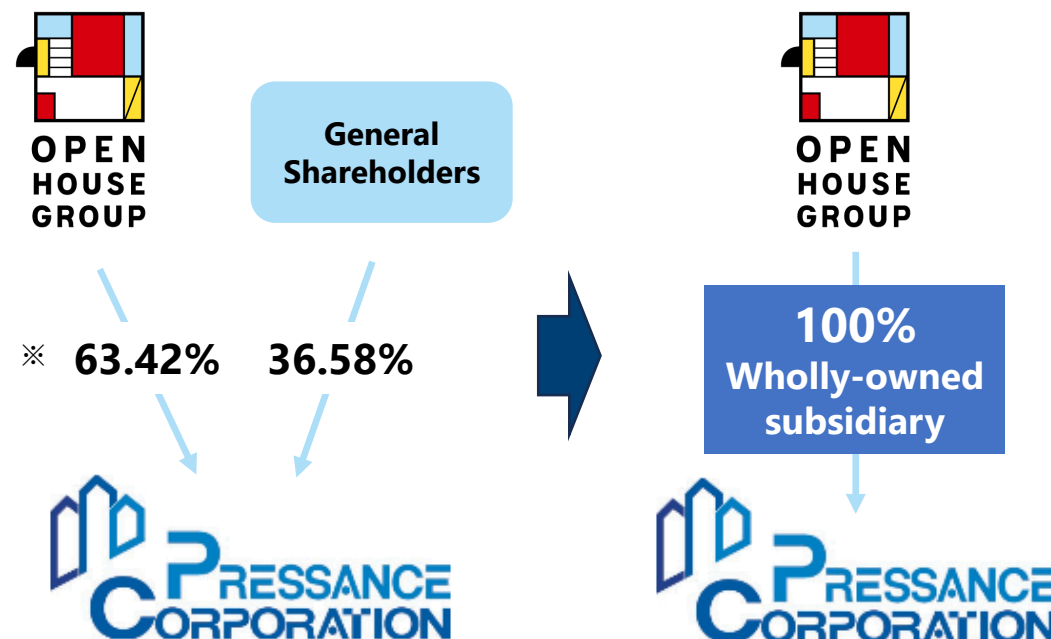 OPEN
HOUSE
GROUP
General
Shareholders
※ 63.42% 36.58%
PRESSANCE
CORPORATION
OPEN
HOUSE
GROUP
100%
Wholly-owned
subsidiary
PRESSANCE
CORPORATION